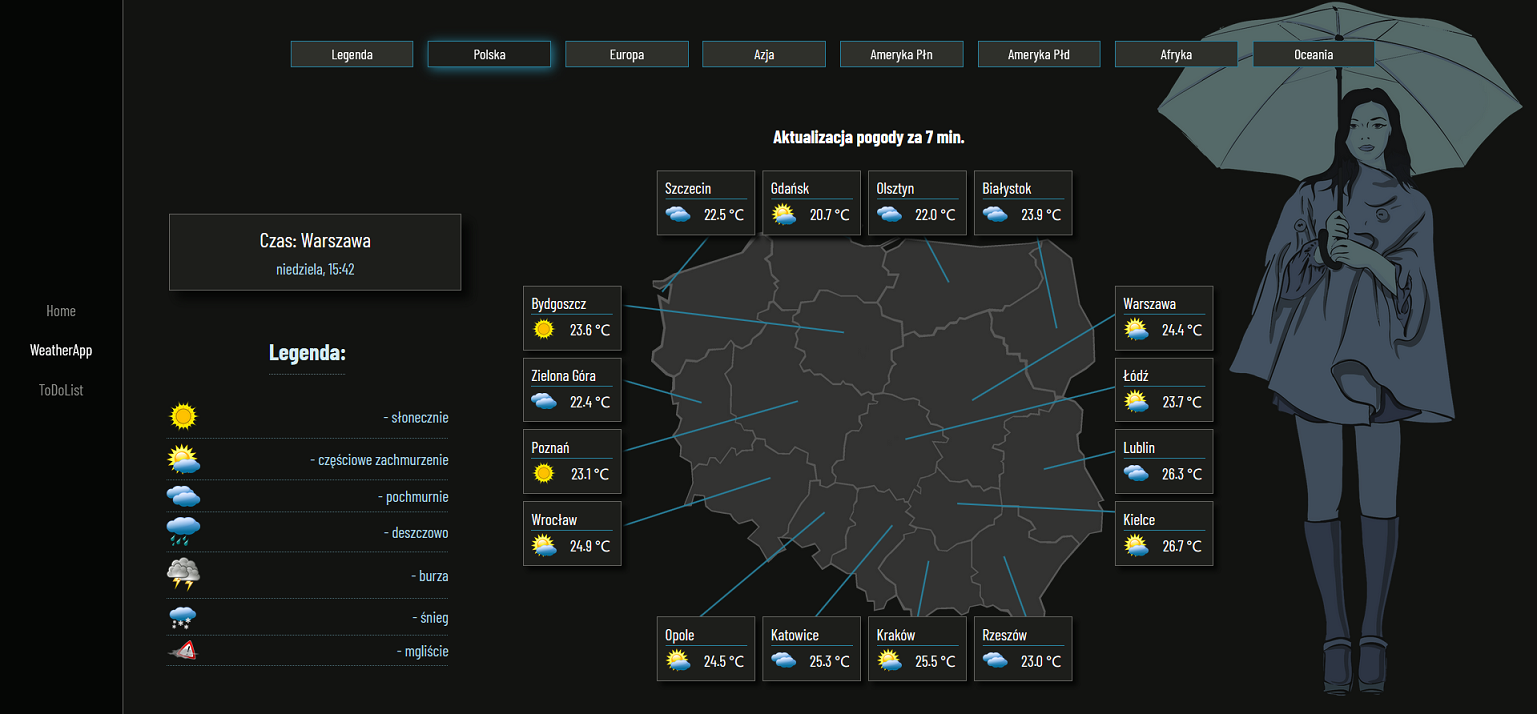 Legenda
Polska
Europa
Azja
Ameryka Płn
Ameryka Płd
Afryka
Oceania
Home
WeatherApp
ToDoList
Czas: Warszawa
niedziela, 15:42
Legenda:
- słonecznie
- częściowe zachmurzenie
- pochmurnie
- deszczowo
- burza
- śnieg
- mgliście
Aktualizacja pogody za 7 min.
Szczecin
22.5 °C
Gdańsk
20.7 °C
Olsztyn
22.0 °C
Białystok
23.9 °C
Bydgoszcz
23.6 °C
Zielona Góra
22.4 °C
Poznań
23.1 °C
Wrocław
24.9 °C
Warszawa
24.4 °C
Łódź
23.7 °C
Lublin
26.3 °C
Kielce
26.7 °C
Opole
24.5 °C
Katowice
25.3 °C
Kraków
25.5 °C
Rzeszów
23.0 °C